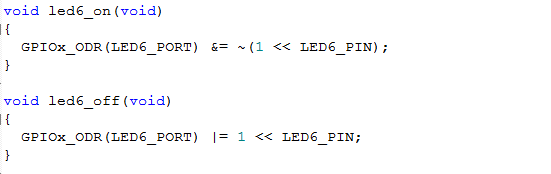 void led6_on(void)
{
  GPIOx_ODR(LED6_PORT) &= ~(1 << LED6_PIN);
}
void led6_off(void)
{
  GPIOx_ODR(LED6_PORT) |= 1 << LED6_PIN;
}